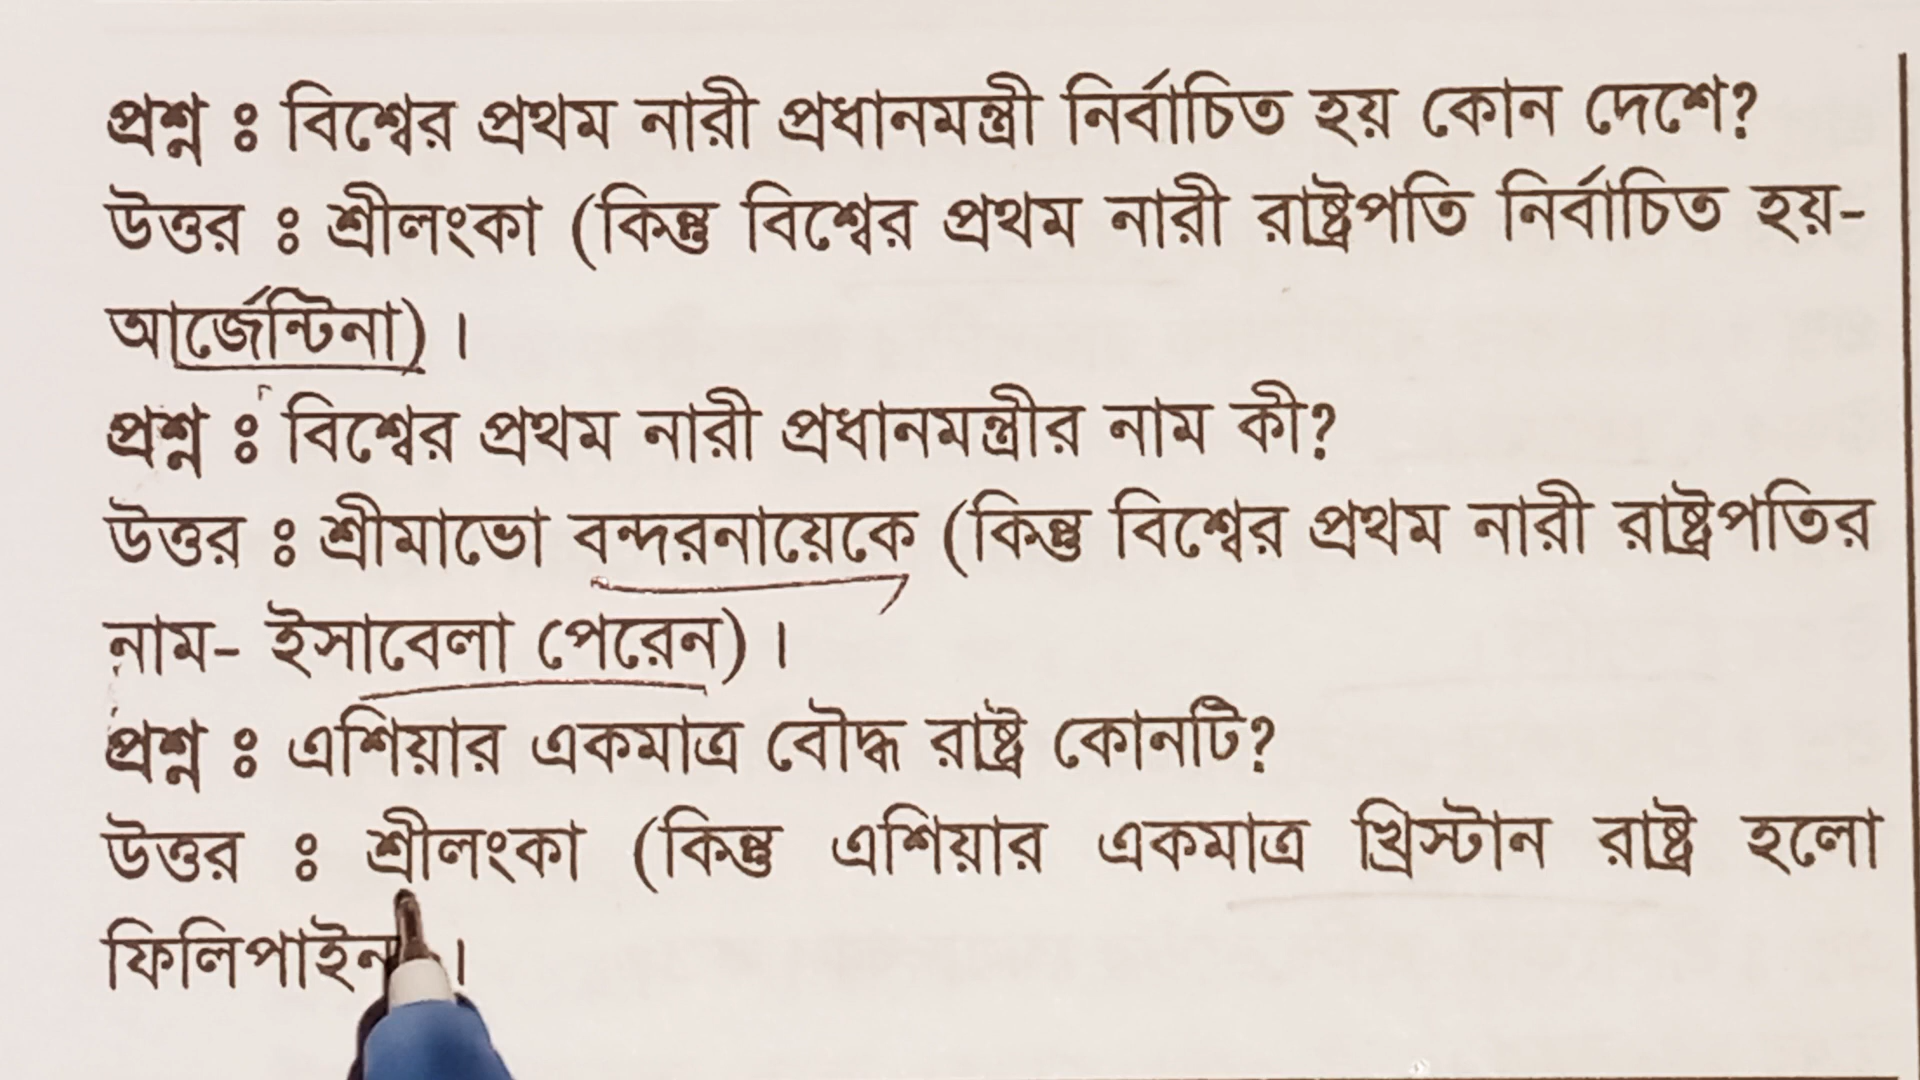 প্রশ্ন ঃ বিশ্বের প্রথম নারী প্রধানমন্ত্রী নির্বাচিত হয় কোন দেশে?
উত্তর ঃ শ্রীলংকা (কিন্তু বিশ্বের প্রথম নারী রাষ্ট্রপতি নির্বাচিত হয়-
আর্জেন্টিনা)।
প্রশ্ন ঃ বিশ্বের প্রথম নারী প্রধানমন্ত্রীর নাম কী?
উত্তর ঃ শ্রীমাভো বন্দরনায়েকে (কিন্তু বিশ্বের প্রথম নারী রাষ্ট্রপতির
নাম- ইসাবেলা পেরেন)।
প্রশ্ন ঃ এশিয়ার একমাত্র বৌদ্ধ রাষ্ট্র কোনটি?
উত্তর ঃ শ্রীলংকা (কিন্তু এশিয়ার একমাত্র খ্রিস্টান রাষ্ট্র হলো
ফিলিপাইন ।